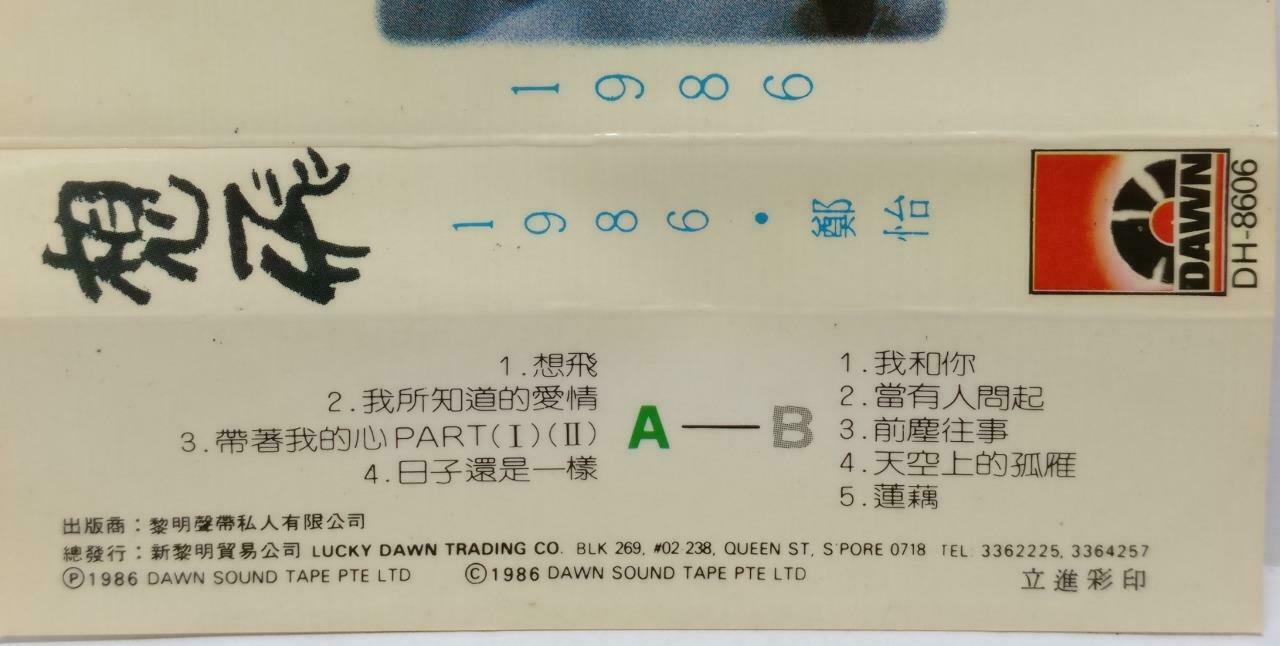 1986
想飛
1986·鄭怡
DAWN
DH-8606
A — B
1.想飛
2.我所知道的愛情
3.帶著我的心PART(Ⅰ)(Ⅱ)
4.日子還是一樣
1.我和你
2.當有人問起
3.前塵往事
4.天空上的孤雁
5.蓮藕
出版商：黎明聲帶私人有限公司
總發行：新黎明貿易公司 LUCKY DAWN TRADING CO. BLK 269, #02-238, QUEEN ST, S'PORE 0718 TEL: 3362225, 3364257
Ⓟ1986 DAWN SOUND TAPE PTE LTD ©1986 DAWN SOUND TAPE PTE LTD
立進彩印